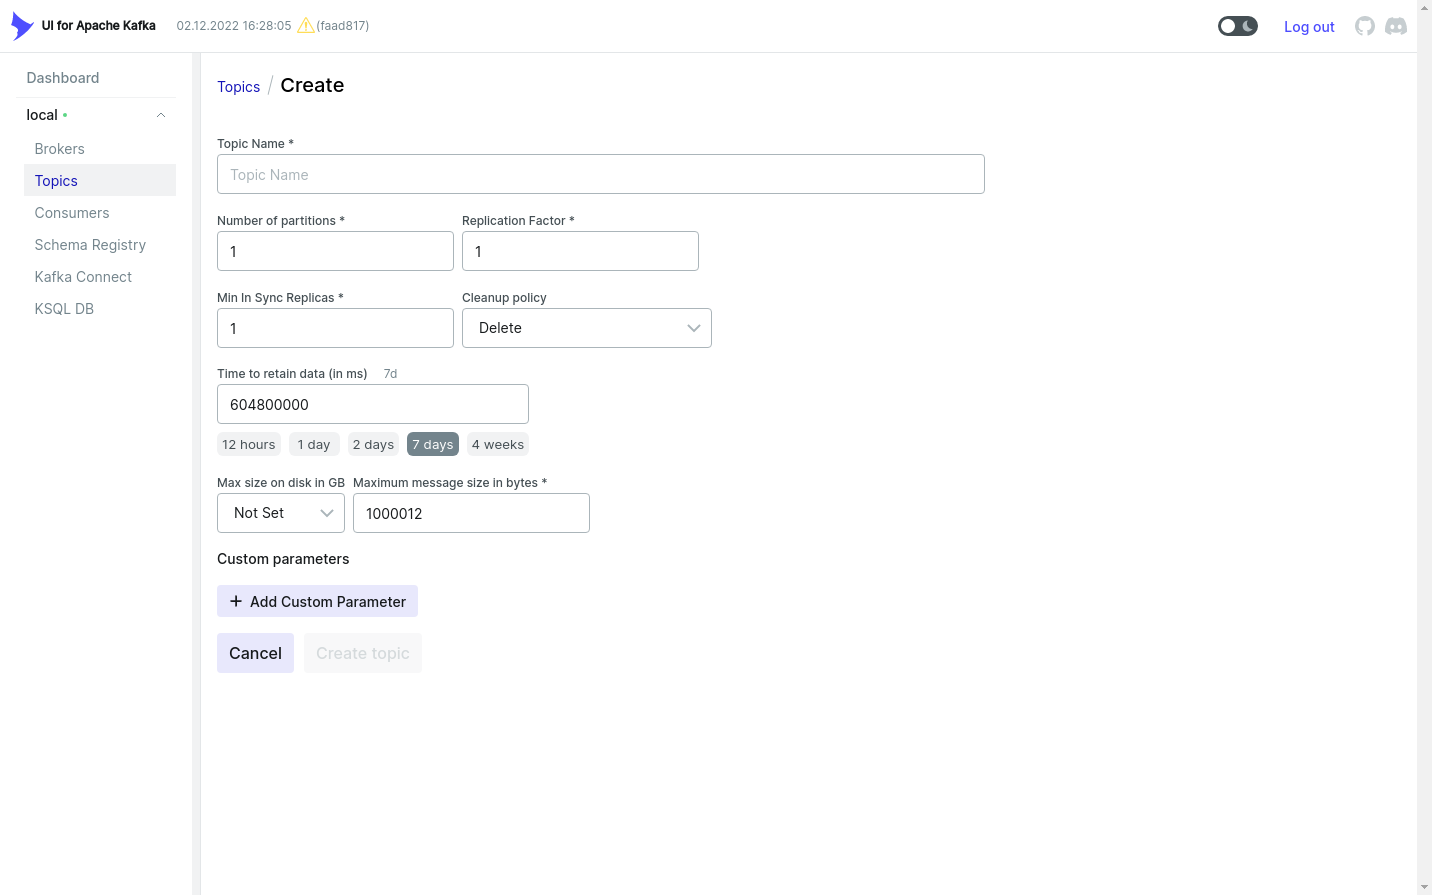 UI for Apache Kafka 02.12.2022 16:28:05 (faad817) Log out
Dashboard
local
Brokers
Topics
Consumers
Schema Registry
Kafka Connect
KSQL DB
Topics / Create
Topic Name *
Topic Name
Number of partitions * Replication Factor *
1 1
Min In Sync Replicas * Cleanup policy
1 Delete
Time to retain data (in ms) 7d
604800000
12 hours 1 day 2 days 7 days 4 weeks
Max size on disk in GB Maximum message size in bytes *
Not Set 1000012
Custom parameters
+ Add Custom Parameter
Cancel Create topic